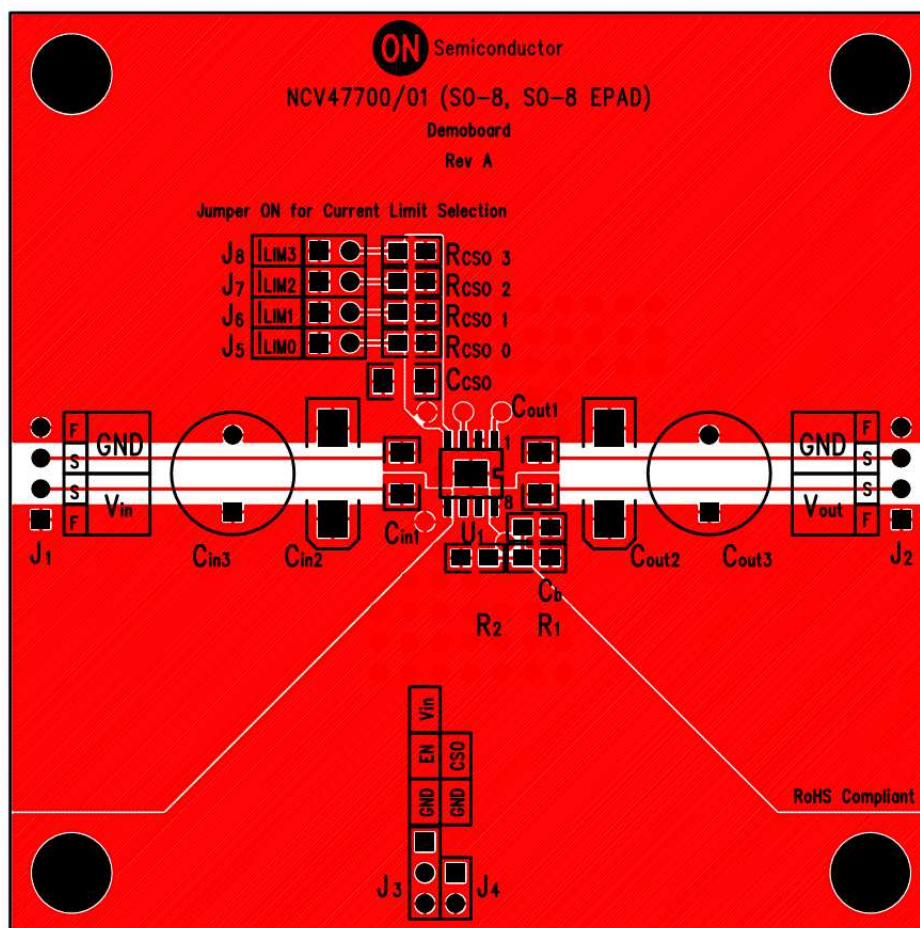 ON Semiconductor
NCV47700/01 (SO-8, SO-8 EPAD)
Demoboard
Rev A
Jumper ON for Current Limit Selection
J8 ILIM3 RCSO 3
J7 ILIM2 RCSO 2
J6 ILIM1 RCSO 1
J5 ILIM0 RCSO 0
CCSO
Cout1
F GND GND F
S 1 S
S Vin Vout S
F 8 F
J1 Cin3 Cin2 Cin1 U1 Cout2 Cout3 J2
Cb
R2 R1
Vin
EN CSO
GND GND
RoHS Compliant
J3 J4